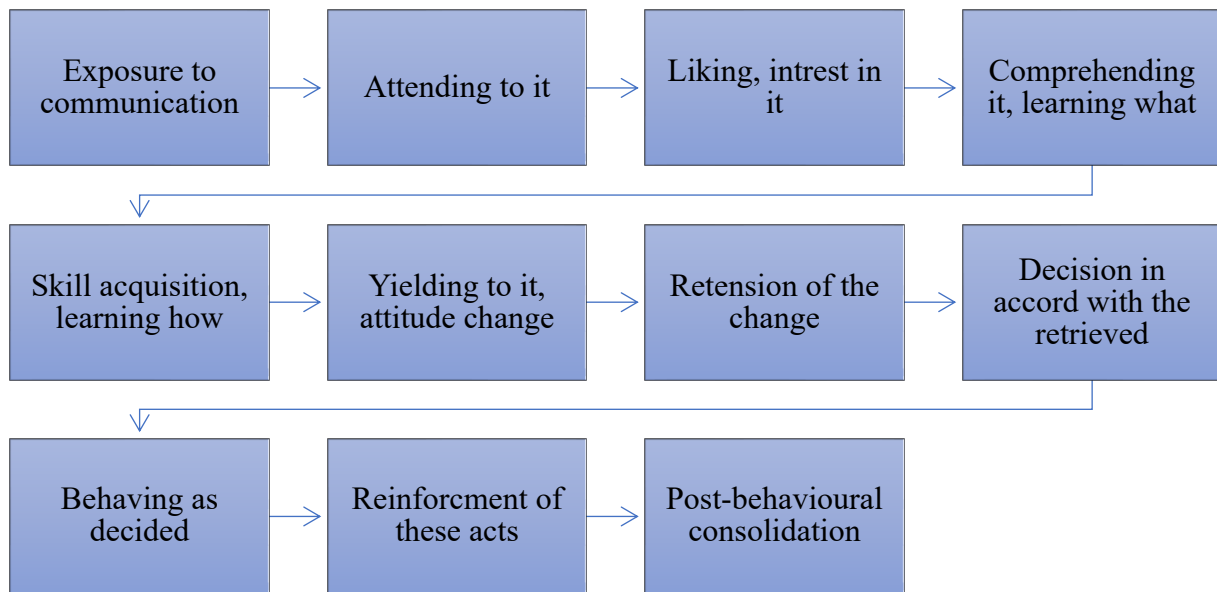 Exposure to
communication
Attending to it
Liking, intrest in
it
Comprehending
it, learning what
Skill acquisition,
learning how
Yielding to it,
attitude change
Retension of the
change
Decision in
accord with the
retrieved
Behaving as
decided
Reinforcment of
these acts
Post-behavioural
consolidation